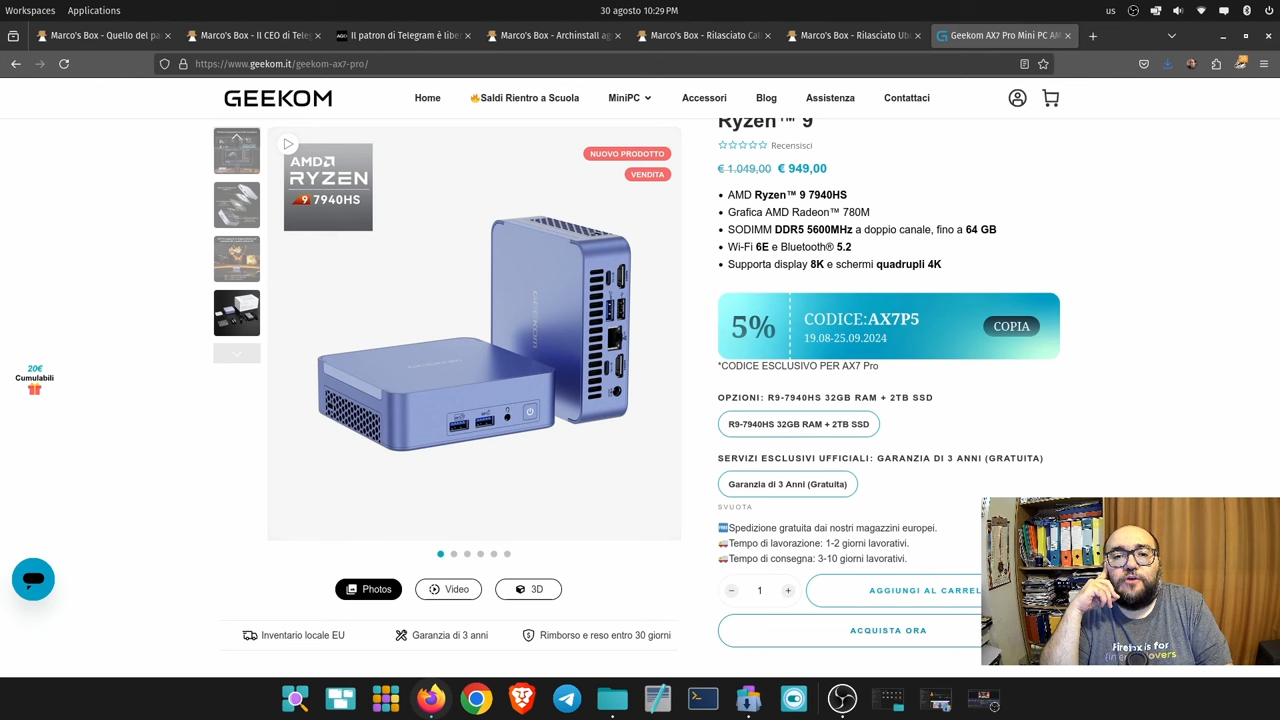 Workspaces Applications 30 agosto 10:29 PM us
Marco's Box - Quello del pa Marco's Box - Il CEO di Teleg Il patron di Telegram è liber Marco's Box - Archinstall ag Marco's Box - Rilasciato Cal Marco's Box - Rilasciato Ubu Geekom AX7 Pro Mini PC AM
https://www.geekom.it/geekom-ax7-pro/
GEEKOM Home 🔥Saldi Rientro a Scuola MiniPC Accessori Blog Assistenza Contattaci
Ryzen™ 9
Recensisci
€ 1.049,00 € 949,00
• AMD Ryzen™ 9 7940HS
• Grafica AMD Radeon™ 780M
• SODIMM DDR5 5600MHz a doppio canale, fino a 64 GB
• Wi-Fi 6E e Bluetooth® 5.2
• Supporta display 8K e schermi quadrupli 4K
AMD
RYZEN
9 7940HS
NUOVO PRODOTTO
VENDITA
GEEKOM
5% CODICE:AX7P5
19.08-25.09.2024
COPIA
*CODICE ESCLUSIVO PER AX7 Pro
OPZIONI: R9-7940HS 32GB RAM + 2TB SSD
R9-7940HS 32GB RAM + 2TB SSD
SERVIZI ESCLUSIVI UFFICIALI: GARANZIA DI 3 ANNI (GRATUITA)
Garanzia di 3 Anni (Gratuita)
SVUOTA
Spedizione gratuita dai nostri magazzini europei.
Tempo di lavorazione: 1-2 giorni lavorativi.
Tempo di consegna: 3-10 giorni lavorativi.
− 1 + AGGIUNGI AL CARREL
ACQUISTA ORA
20€
Cumulabili
Photos Video 3D
Inventario locale EU Garanzia di 3 anni Rimborso e reso entro 30 giorni
Firefox is for
lovers